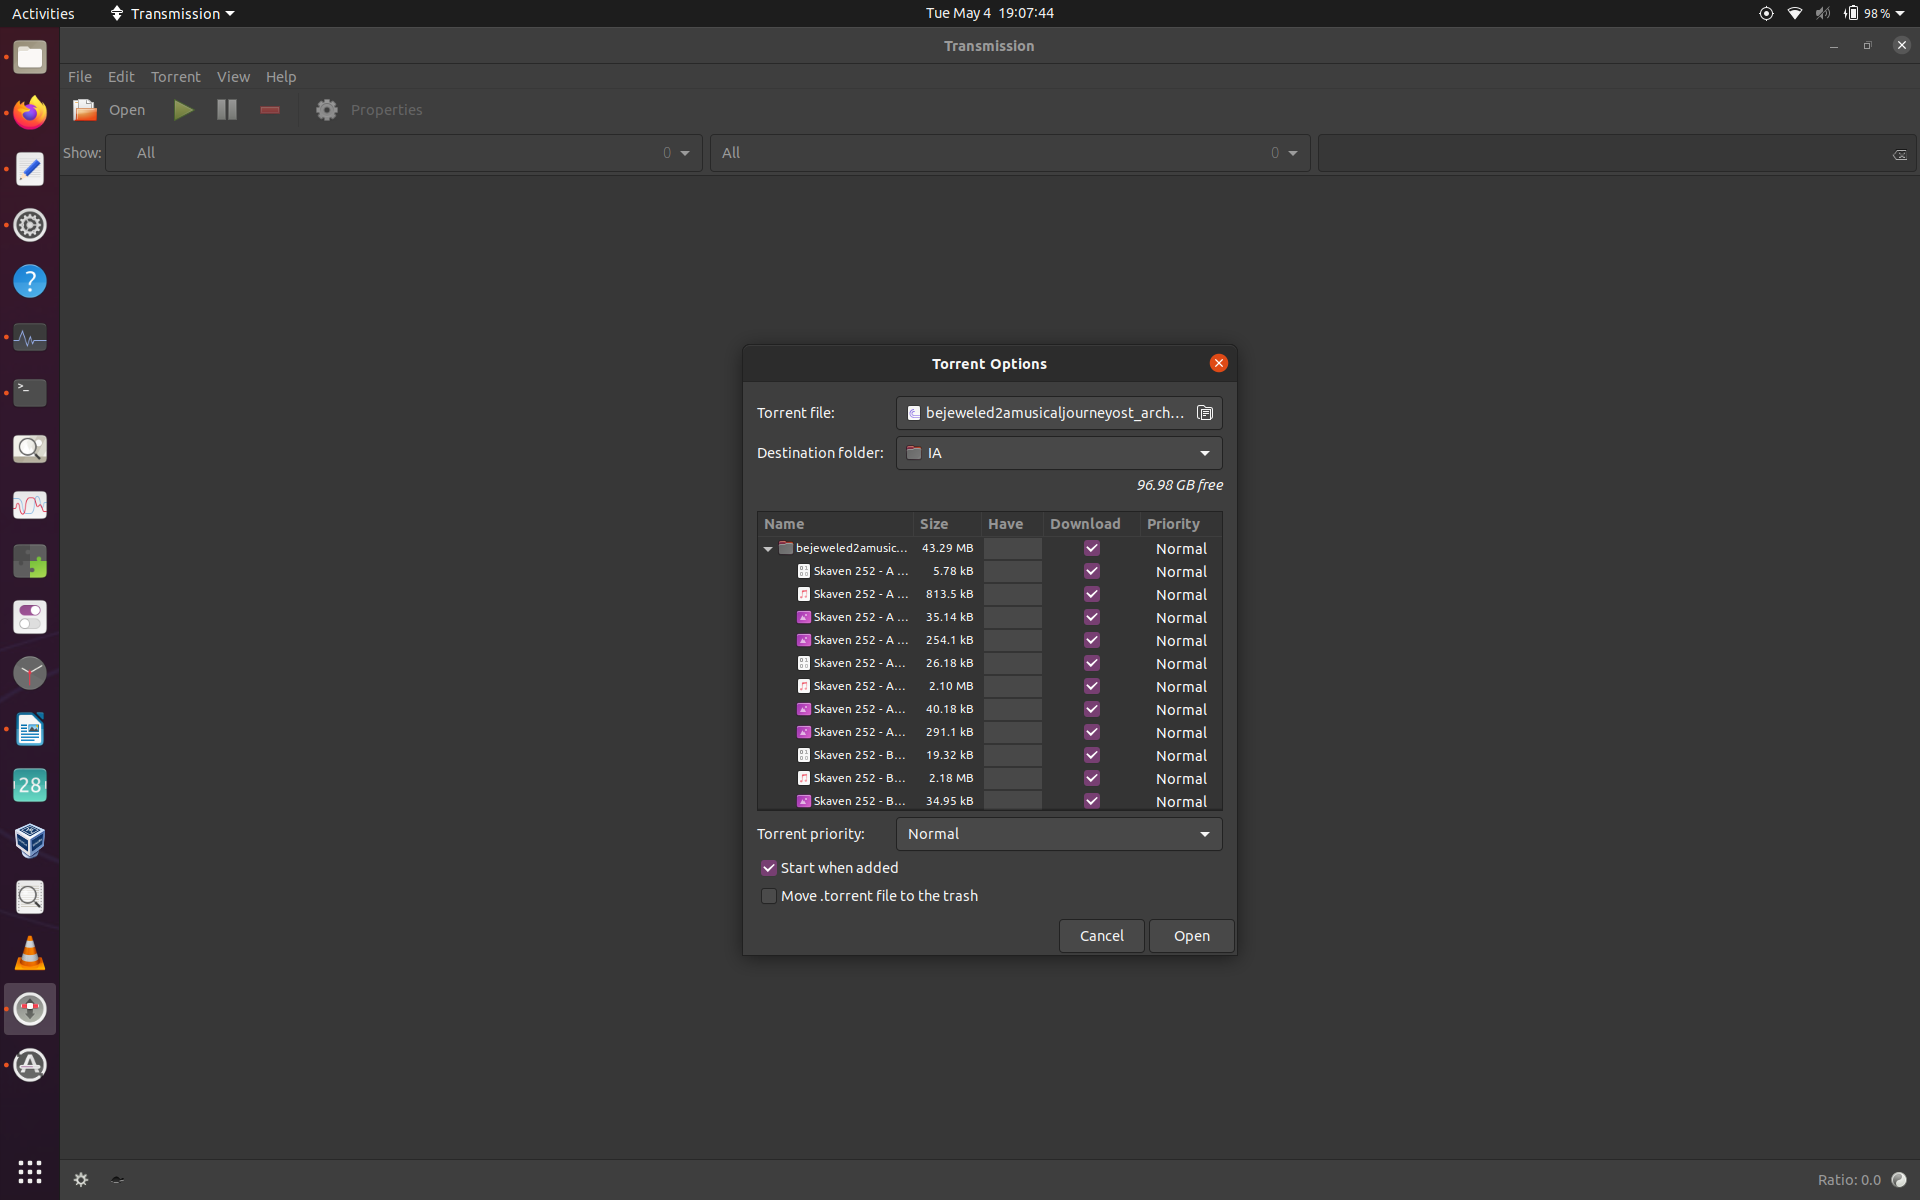 Activities Transmission Tue May 4 19:07:44 98 %
Transmission
File Edit Torrent View Help
Open Properties
Show: All 0 All 0
Torrent Options
Torrent file: bejeweled2amusicaljourneyost_arch...
Destination folder: IA
96.98 GB free
Name Size Have Download Priority
bejeweled2amusic... 43.29 MB Normal
Skaven 252 - A ... 5.78 kB Normal
Skaven 252 - A ... 813.5 kB Normal
Skaven 252 - A ... 35.14 kB Normal
Skaven 252 - A ... 254.1 kB Normal
Skaven 252 - A... 26.18 kB Normal
Skaven 252 - A... 2.10 MB Normal
Skaven 252 - A... 40.18 kB Normal
Skaven 252 - A... 291.1 kB Normal
Skaven 252 - B... 19.32 kB Normal
Skaven 252 - B... 2.18 MB Normal
Skaven 252 - B... 34.95 kB Normal
Torrent priority: Normal
Start when added
Move .torrent file to the trash
Cancel Open
28
Ratio: 0.0